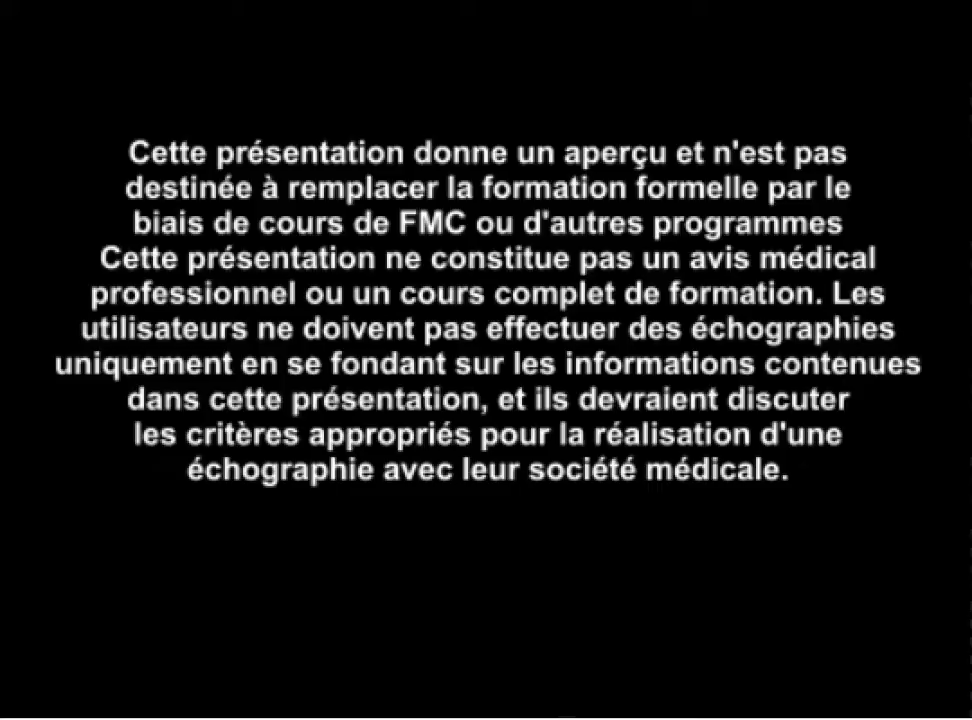 Cette présentation donne un aperçu et n'est pas
destinée à remplacer la formation formelle par le
biais de cours de FMC ou d'autres programmes
Cette présentation ne constitue pas un avis médical
professionnel ou un cours complet de formation. Les
utilisateurs ne doivent pas effectuer des échographies
uniquement en se fondant sur les informations contenues
dans cette présentation, et ils devraient discuter
les critères appropriés pour la réalisation d'une
échographie avec leur société médicale.